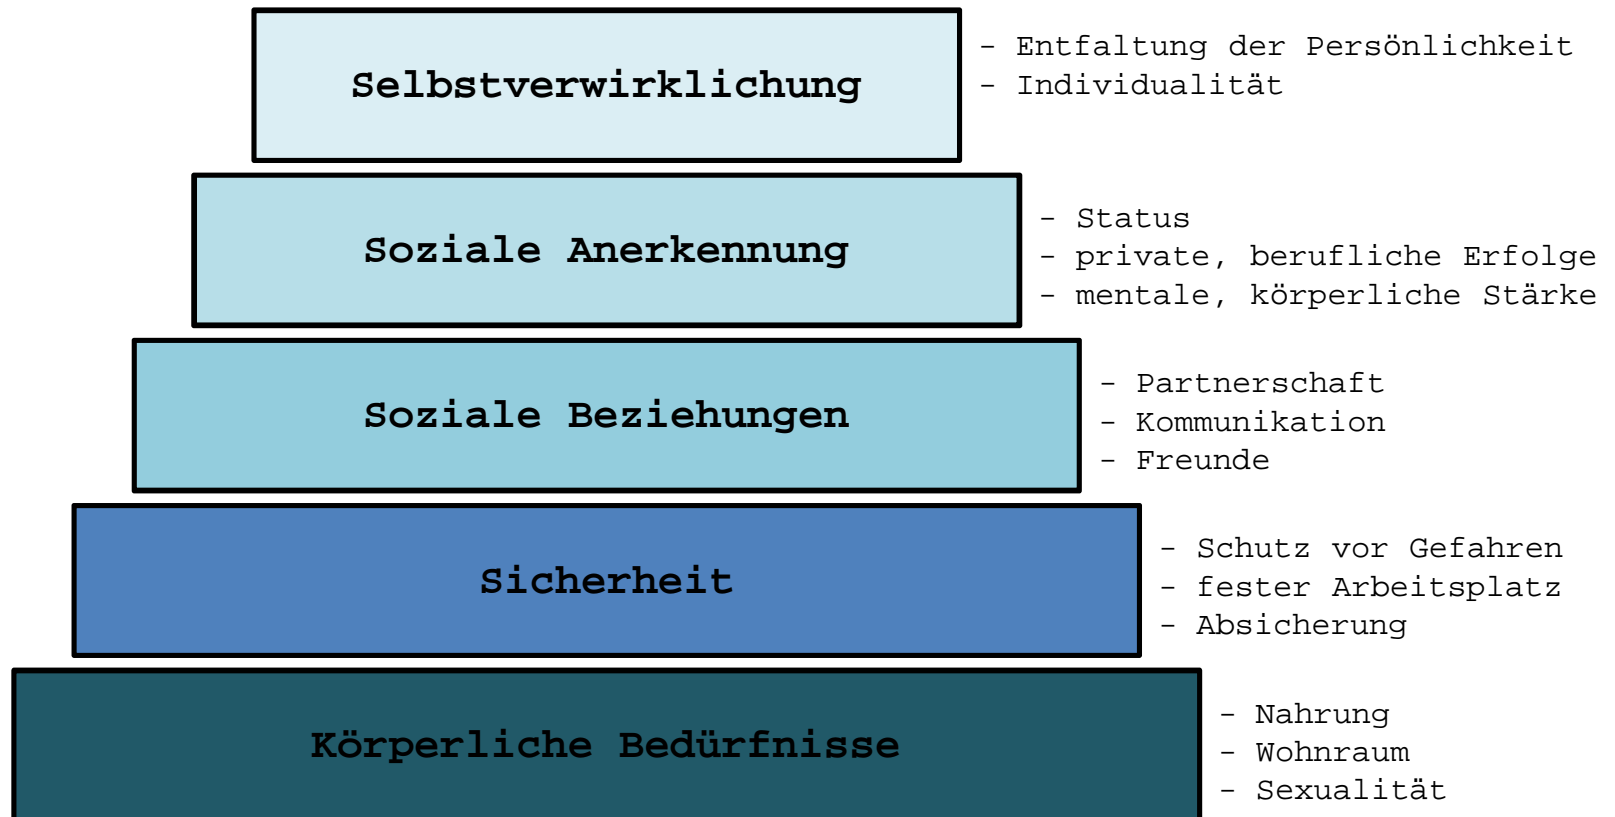 Selbstverwirklichung
- Entfaltung der Persönlichkeit
- Individualität
Soziale Anerkennung
- Status
- private, berufliche Erfolge
- mentale, körperliche Stärke
Soziale Beziehungen
- Partnerschaft
- Kommunikation
- Freunde
Sicherheit
- Schutz vor Gefahren
- fester Arbeitsplatz
- Absicherung
Körperliche Bedürfnisse
- Nahrung
- Wohnraum
- Sexualität